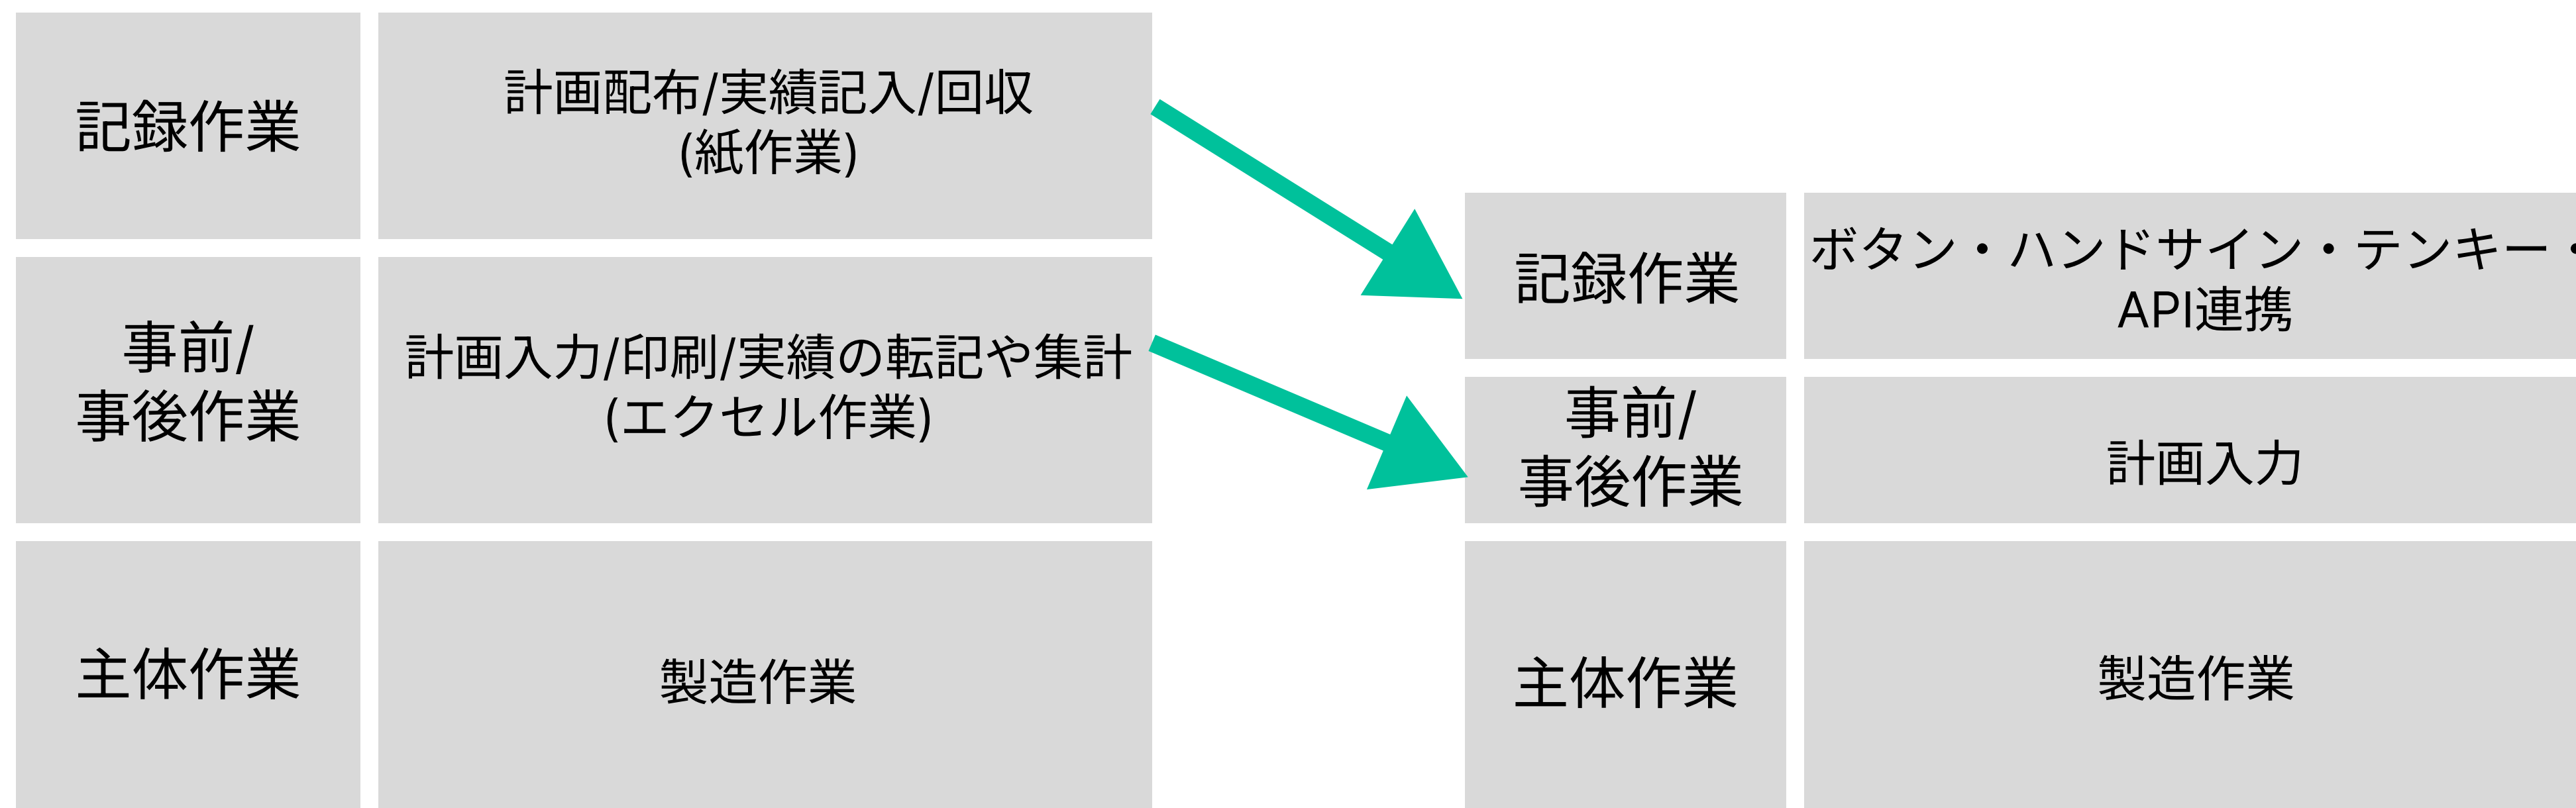 記録作業
計画配布/実績記入/回収
(紙作業)
事前/
事後作業
計画入力/印刷/実績の転記や集計
(エクセル作業)
主体作業
製造作業
記録作業
ボタン・ハンドサイン・テンキー・
API連携
事前/
事後作業
計画入力
主体作業
製造作業